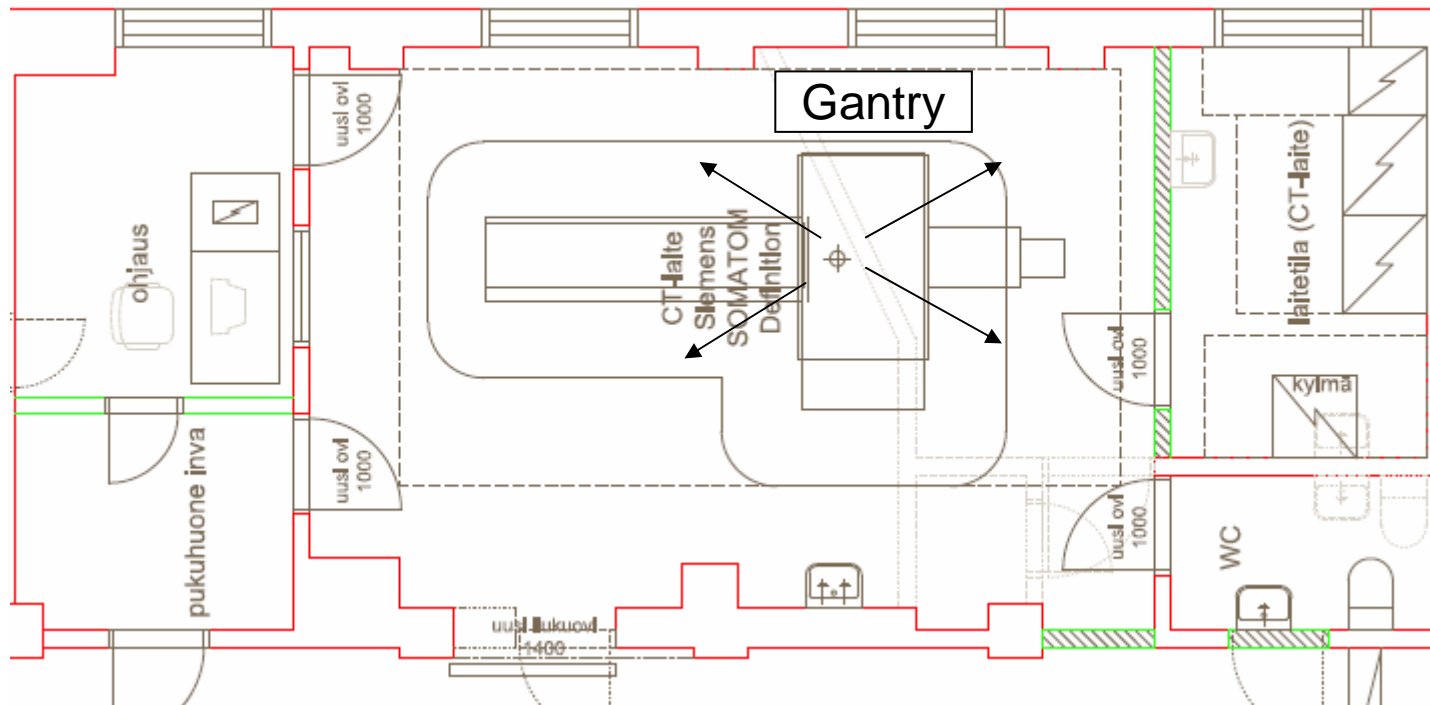 Gantry
uusi ovi
1000
ohjaus
CT-laite
Siemens
SOMATOM
Definition
laitetila (CT-laite)
uusi ovi
1000
kylmä
pukuhuone inva
uusi ovi
1000
uusi ovi
1000
WC
uusi liukuovi
1400